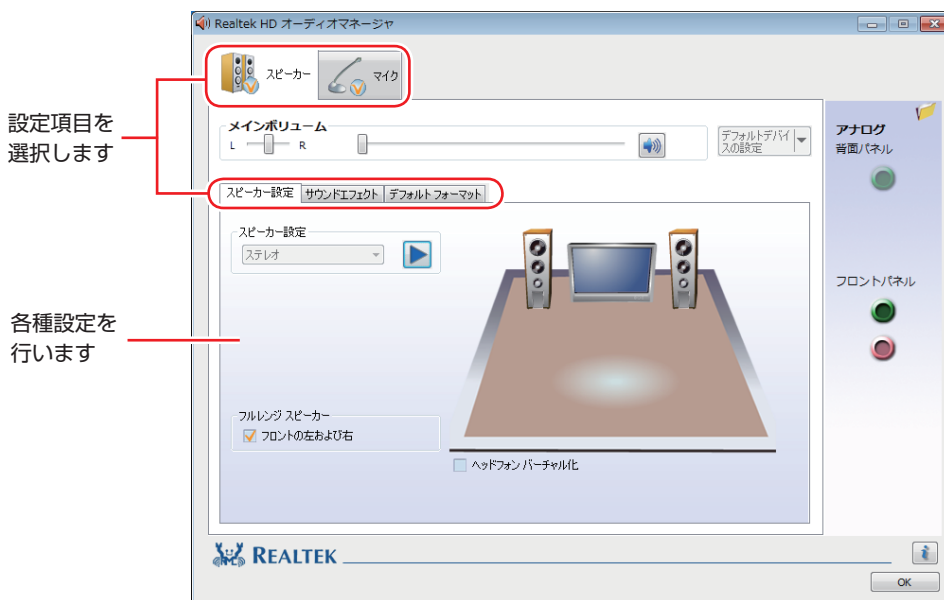 Realtek HD オーディオマネージャ
スピーカー
マイク
設定項目を
選択します
メインボリューム
L
R
デフォルトデバイ
スの設定
アナログ
背面パネル
スピーカー設定
サウンドエフェクト
デフォルト フォーマット
スピーカー設定
ステレオ
フロントパネル
各種設定を
行います
フルレンジ スピーカー
フロントの左および右
ヘッドフォン バーチャル化
REALTEK
i
OK